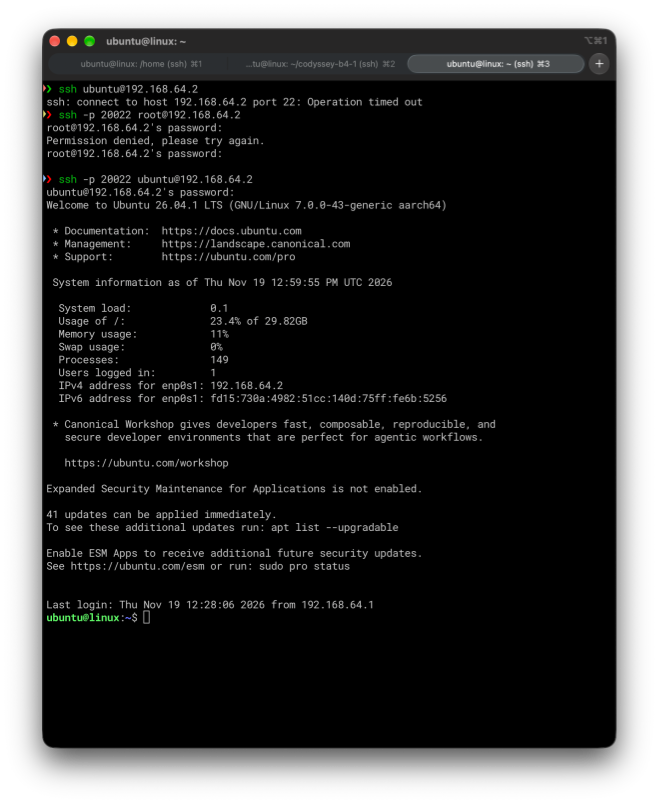 ubuntu@linux: ~
⌥⌘1
ubuntu@linux: /home (ssh) ⌘1
...tu@linux: ~/codyssey-b4-1 (ssh) ⌘2
ubuntu@linux: ~ (ssh) ⌘3
+
❯ ssh ubuntu@192.168.64.2
ssh: connect to host 192.168.64.2 port 22: Operation timed out
❯ ssh -p 20022 root@192.168.64.2
root@192.168.64.2's password:
Permission denied, please try again.
root@192.168.64.2's password:
❯ ssh -p 20022 ubuntu@192.168.64.2
ubuntu@192.168.64.2's password:
Welcome to Ubuntu 26.04.1 LTS (GNU/Linux 7.0.0-43-generic aarch64)
* Documentation:  https://docs.ubuntu.com
* Management:     https://landscape.canonical.com
* Support:        https://ubuntu.com/pro
System information as of Thu Nov 19 12:59:55 PM UTC 2026
System load:             0.1
Usage of /:              23.4% of 29.82GB
Memory usage:            11%
Swap usage:              0%
Processes:               149
Users logged in:         1
IPv4 address for enp0s1: 192.168.64.2
IPv6 address for enp0s1: fd15:730a:4982:51cc:140d:75ff:fe6b:5256
* Canonical Workshop gives developers fast, composable, reproducible, and
secure developer environments that are perfect for agentic workflows.
https://ubuntu.com/workshop
Expanded Security Maintenance for Applications is not enabled.
41 updates can be applied immediately.
To see these additional updates run: apt list --upgradable
Enable ESM Apps to receive additional future security updates.
See https://ubuntu.com/esm or run: sudo pro status
Last login: Thu Nov 19 12:28:06 2026 from 192.168.64.1
ubuntu@linux:~$